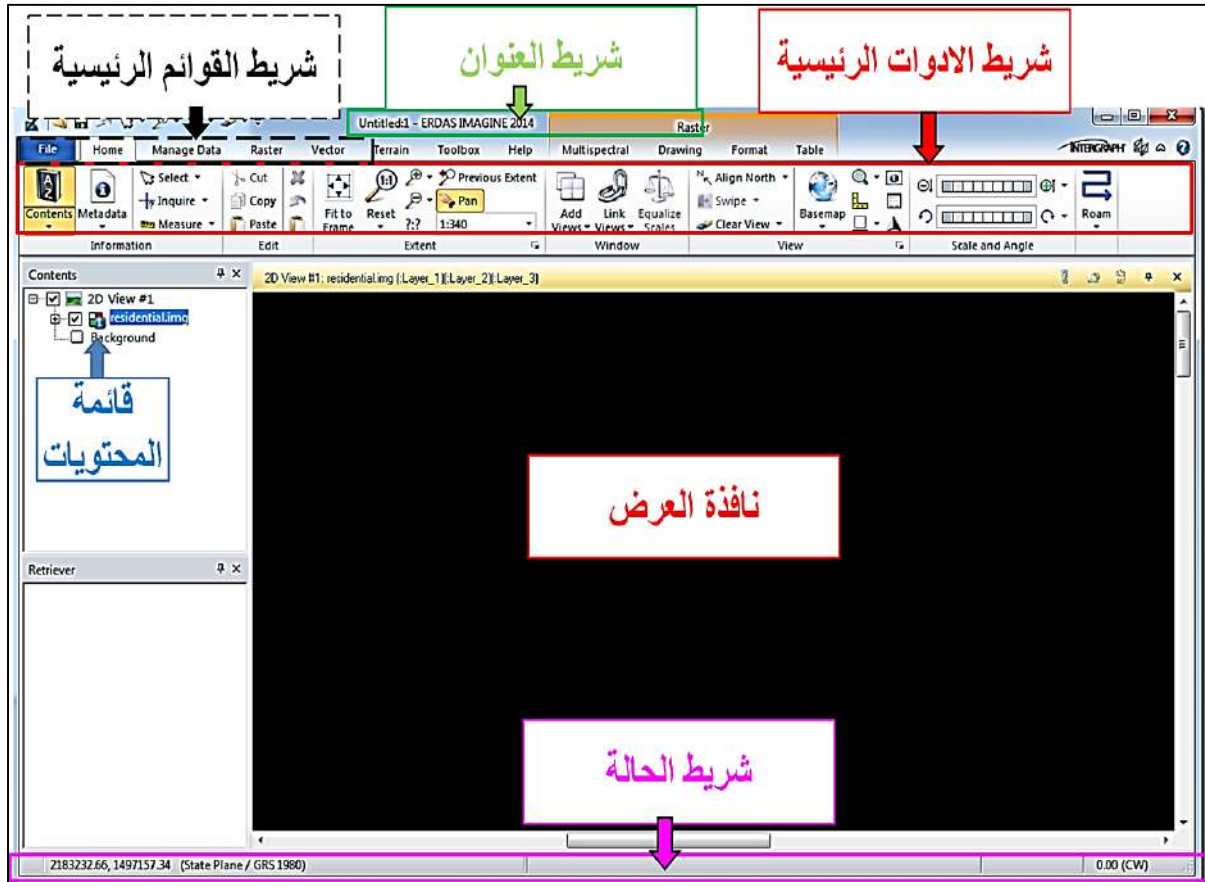 شريط القوائم الرئيسية
شريط العنوان
شريط الادوات الرئيسية
Untitled:1 - ERDAS IMAGINE 2014
Raster
File Home Manage Data Raster Vector Terrain Toolbox Help Multispectral Drawing Format Table INTERGRAPH
Contents Metadata
Select
Inquire
Measure
Information
Cut
Copy
Paste
Edit
Fit to
Frame
1:1
Reset
?:?
Previous Extent
Pan
1:340
Extent
Add
Views
Link
Views
Equalize
Scales
Window
Align North
Swipe
Clear View
Basemap
View
Scale and Angle
Roam
Contents
2D View #1
residential.img
Background
قائمة
المحتويات
Retriever
2D View #1: residential.img (:Layer_1)(:Layer_2)(:Layer_3)
نافذة العرض
شريط الحالة
2183232.66, 1497157.34 (State Plane / GRS 1980)
0.00 (CW)